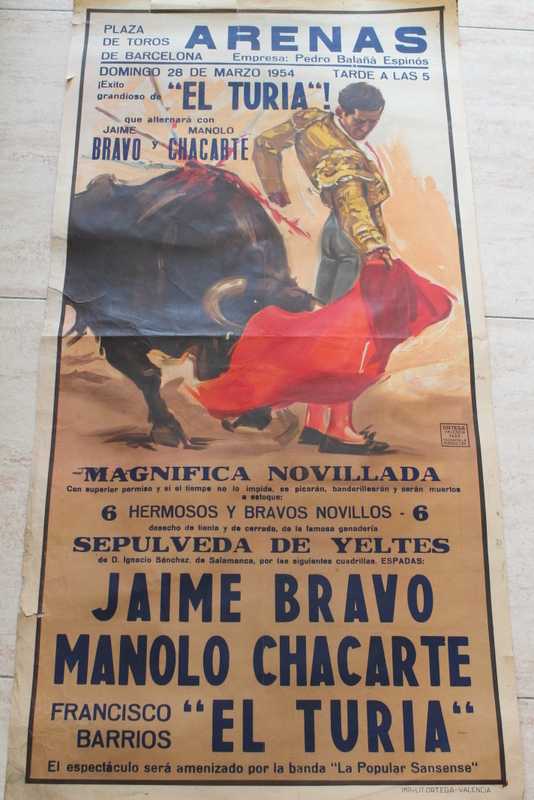 PLAZA
DE TOROS
DE BARCELONA
ARENAS
Empresa: Pedro Balañá Espinós
DOMINGO 28 DE MARZO 1954 TARDE A LAS 5
¡Exito
grandioso de "EL TURIA"!
que alternará con
JAIME MANOLO
BRAVO y CHACARTE
ORTEGA
VALENCIA
MAGNIFICA NOVILLADA
Con superior permiso y si el tiempo no lo impide, se picarán, banderillearán y serán muertos
a estoque:
6 HERMOSOS Y BRAVOS NOVILLOS - 6
desecho de tienta y de cerrado, de la famosa ganadería
SEPULVEDA DE YELTES
de D. Ignacio Sánchez, de Salamanca, por las siguientes cuadrillas. ESPADAS:
JAIME BRAVO
MANOLO CHACARTE
FRANCISCO
BARRIOS "EL TURIA"
El espectáculo será amenizado por la banda "La Popular Sansense"
IMP. LIT. ORTEGA-VALENCIA